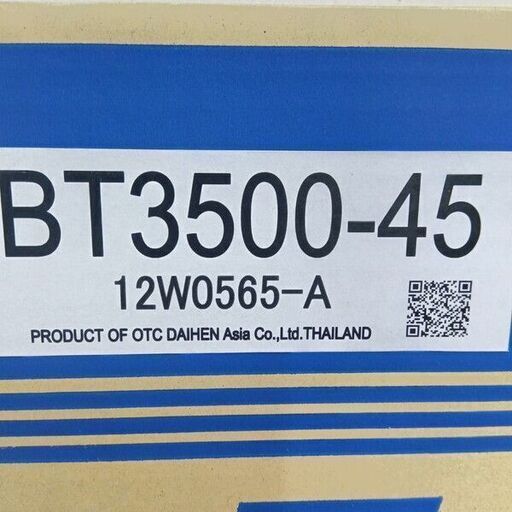 BT3500-45
12W0565-A
PRODUCT OF OTC DAIHEN Asia Co.,Ltd.THAILAND